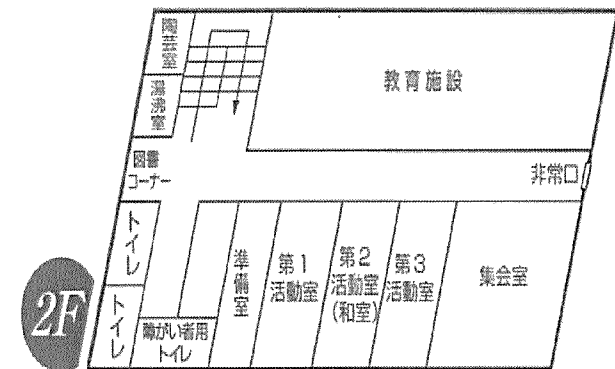 陶芸室
湯沸室
教育施設
図書
コーナー
非常口
トイレ
トイレ
障がい者用
トイレ
準備室
第1
活動室
第2
活動室
(和室)
第3
活動室
集会室
2F